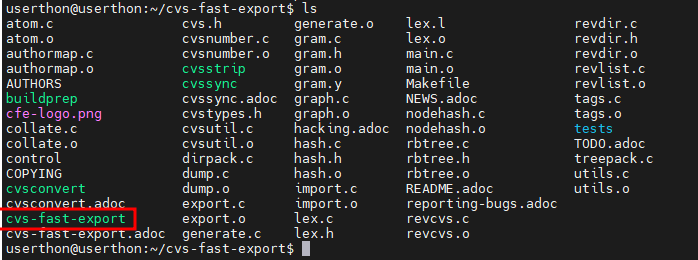 userthon@userthon:~/cvs-fast-export$ ls
atom.c cvs.h generate.o lex.l revdir.c
atom.o cvsnumber.c gram.c lex.o revdir.h
authormap.c cvsnumber.o gram.h main.c revdir.o
authormap.o cvsstrip gram.o main.o revlist.c
AUTHORS cvssync gram.y Makefile revlist.o
buildprep cvssync.adoc graph.c NEWS.adoc tags.c
cfe-logo.png cvstypes.h graph.o nodehash.c tags.o
collate.c cvsutil.c hacking.adoc nodehash.o tests
collate.o cvsutil.o hash.c rbtree.c TODO.adoc
control dirpack.c hash.h rbtree.h treepack.c
COPYING dump.c hash.o rbtree.o utils.c
cvsconvert dump.o import.c README.adoc utils.o
cvsconvert.adoc export.c import.o reporting-bugs.adoc
cvs-fast-export export.o lex.c revcvs.c
cvs-fast-export.adoc generate.c lex.h revcvs.o
userthon@userthon:~/cvs-fast-export$